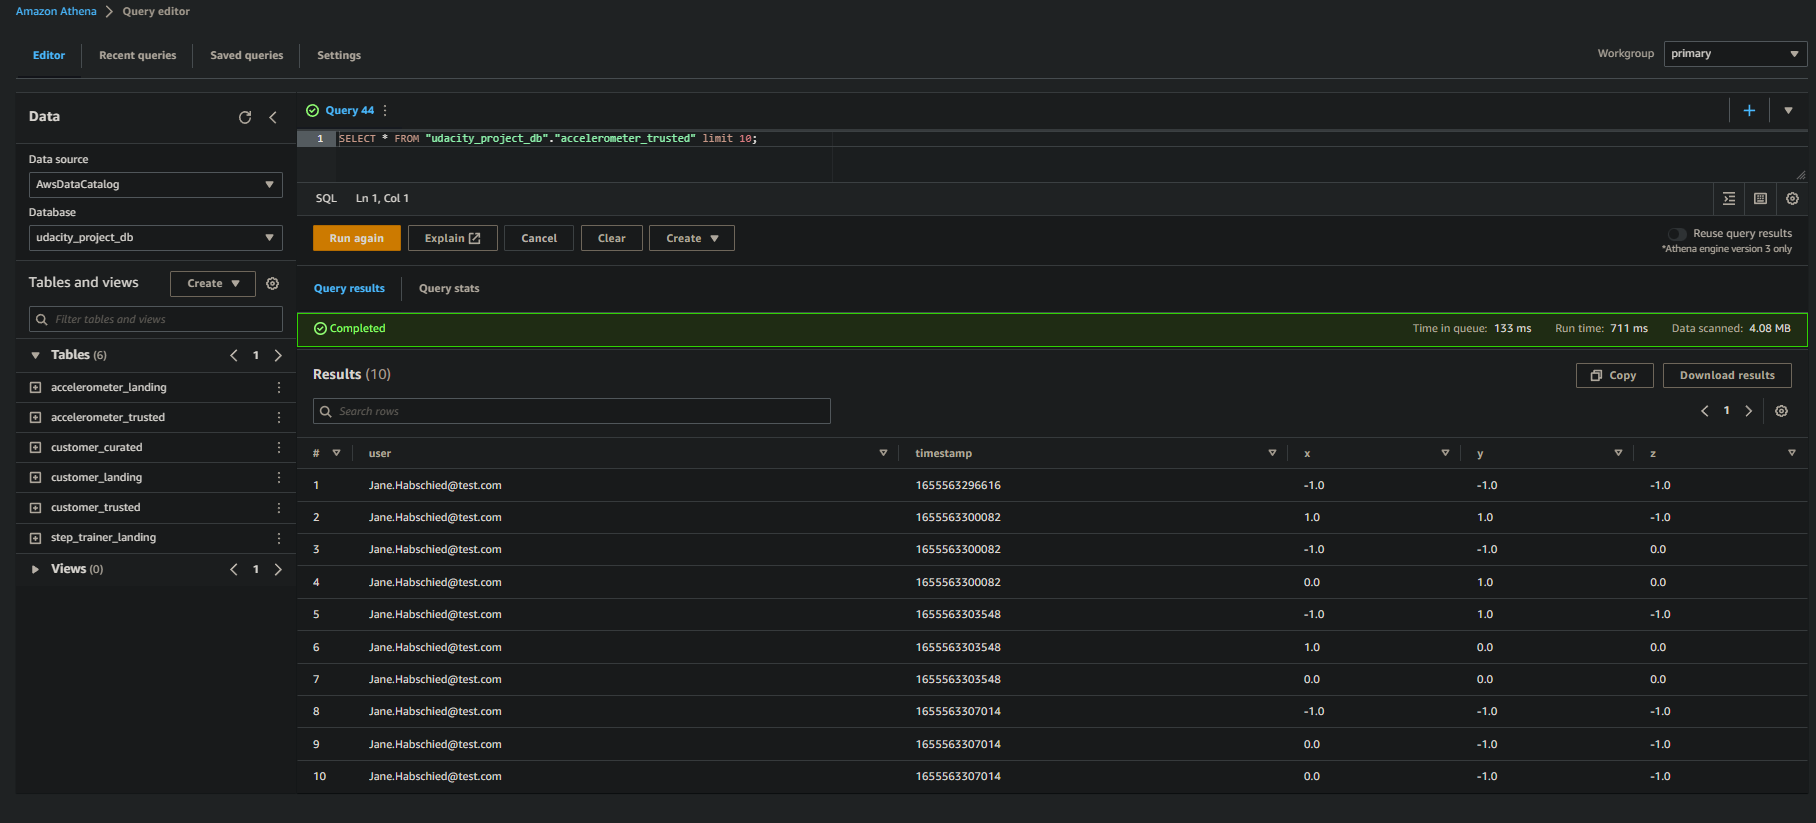 Amazon Athena > Query editor
Editor Recent queries Saved queries Settings Workgroup primary
Data
Data source
AwsDataCatalog
Database
udacity_project_db
Tables and views Create
Filter tables and views
Tables (6) 1
accelerometer_landing
accelerometer_trusted
customer_curated
customer_landing
customer_trusted
step_trainer_landing
Views (0) 1
Query 44
1 SELECT * FROM "udacity_project_db"."accelerometer_trusted" limit 10;
SQL Ln 1, Col 1
Run again Explain Cancel Clear Create
Reuse query results
*Athena engine version 3 only
Query results Query stats
Completed Time in queue: 133 ms Run time: 711 ms Data scanned: 4.08 MB
Results (10) Copy Download results
Search rows 1
# user timestamp x y z
1 Jane.Habschied@test.com 1655563296616 -1.0 -1.0 -1.0
2 Jane.Habschied@test.com 1655563300082 1.0 1.0 -1.0
3 Jane.Habschied@test.com 1655563300082 -1.0 -1.0 0.0
4 Jane.Habschied@test.com 1655563300082 0.0 1.0 0.0
5 Jane.Habschied@test.com 1655563303548 -1.0 1.0 -1.0
6 Jane.Habschied@test.com 1655563303548 1.0 0.0 0.0
7 Jane.Habschied@test.com 1655563303548 0.0 0.0 0.0
8 Jane.Habschied@test.com 1655563307014 -1.0 -1.0 -1.0
9 Jane.Habschied@test.com 1655563307014 0.0 -1.0 -1.0
10 Jane.Habschied@test.com 1655563307014 0.0 -1.0 -1.0